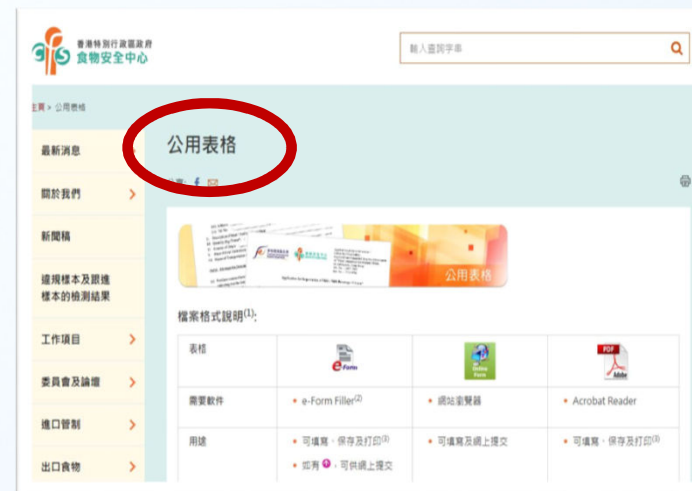 香港特別行政區政府
食物安全中心
輸入查詢字串
主頁 > 公用表格
最新消息
關於我們
新聞稿
違規樣本及跟進
樣本的檢測結果
工作項目
委員會及論壇
進口管制
出口食物
公用表格
公用表格
檔案格式說明(1):
表格
e-Form
Online Form
PDF
Adobe
需要軟件
• e-Form Filler(2)
• 網站瀏覽器
• Acrobat Reader
用途
• 可填寫、保存及打印(3)
• 如有 ，可供網上提交
• 可填寫及網上提交
• 可填寫、保存及打印(3)